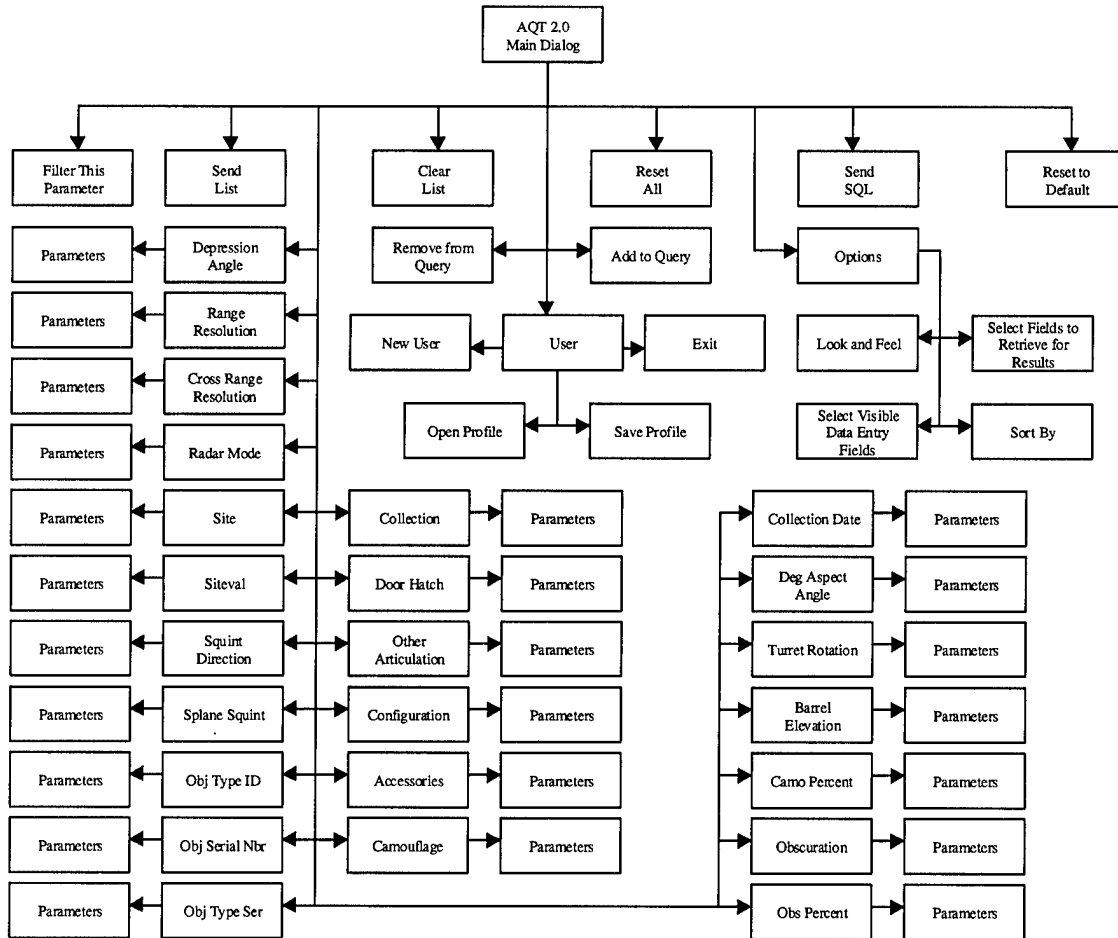 AQT 2.0
Main Dialog
Filter This
Parameter
Send
List
Clear
List
Reset
All
Send
SQL
Reset to
Default
Parameters
Depression
Angle
Remove from
Query
Add to Query
Options
Parameters
Range
Resolution
New User
User
Exit
Look and Feel
Select Fields to
Retrieve for
Results
Parameters
Cross Range
Resolution
Open Profile
Save Profile
Select Visible
Data Entry
Fields
Sort By
Parameters
Radar Mode
Parameters
Site
Collection
Parameters
Collection Date
Parameters
Parameters
Siteval
Door Hatch
Parameters
Deg Aspect
Angle
Parameters
Parameters
Squint
Direction
Other
Articulation
Parameters
Turret Rotation
Parameters
Parameters
Splane Squint
Configuration
Parameters
Barrel
Elevation
Parameters
Parameters
Obj Type ID
Accessories
Parameters
Camo Percent
Parameters
Parameters
Obj Serial Nbr
Camouflage
Parameters
Obscuration
Parameters
Parameters
Obj Type Ser
Obs Percent
Parameters